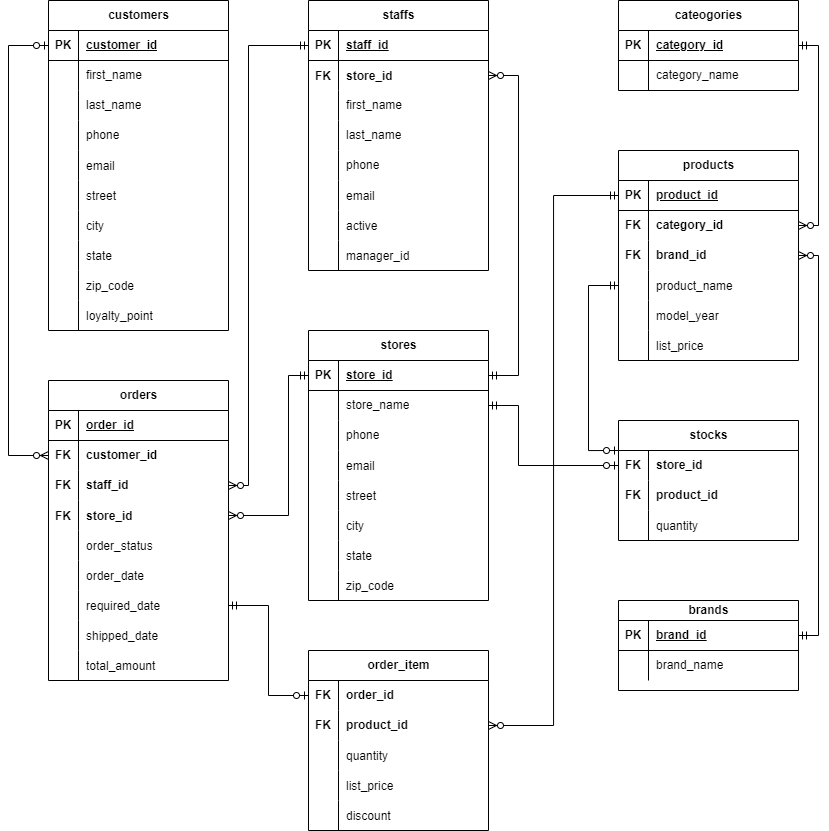 customers
PK customer_id
first_name
last_name
phone
email
street
city
state
zip_code
loyalty_point
staffs
PK staff_id
FK store_id
first_name
last_name
phone
email
active
manager_id
cateogories
PK category_id
category_name
products
PK product_id
FK category_id
FK brand_id
product_name
model_year
list_price
orders
PK order_id
FK customer_id
FK staff_id
FK store_id
order_status
order_date
required_date
shipped_date
total_amount
stores
PK store_id
store_name
phone
email
street
city
state
zip_code
stocks
FK store_id
FK product_id
quantity
brands
PK brand_id
brand_name
order_item
FK order_id
FK product_id
quantity
list_price
discount